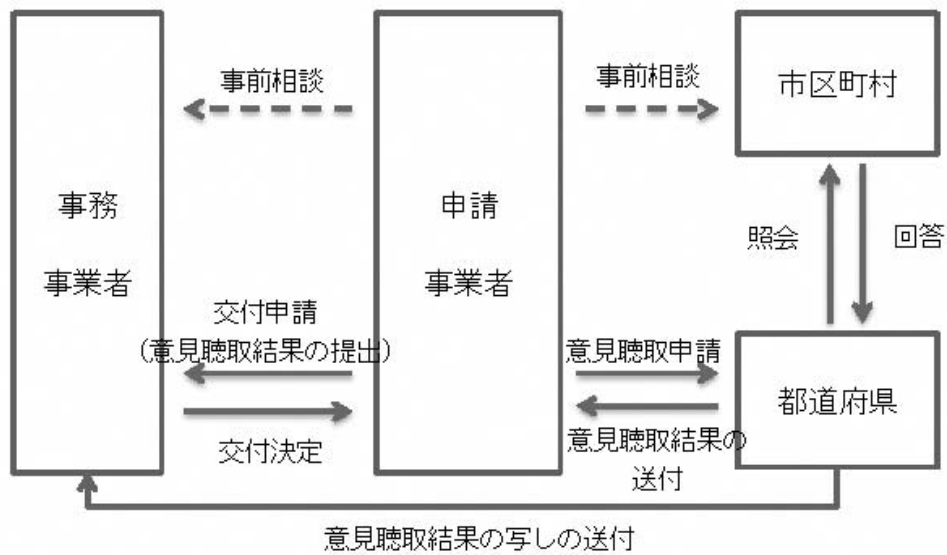 事前相談
事前相談
市区町村
事務
事業者
申請
事業者
照会
回答
交付申請
(意見聴取結果の提出)
意見聴取申請
都道府県
交付決定
意見聴取結果の
送付
意見聴取結果の写しの送付